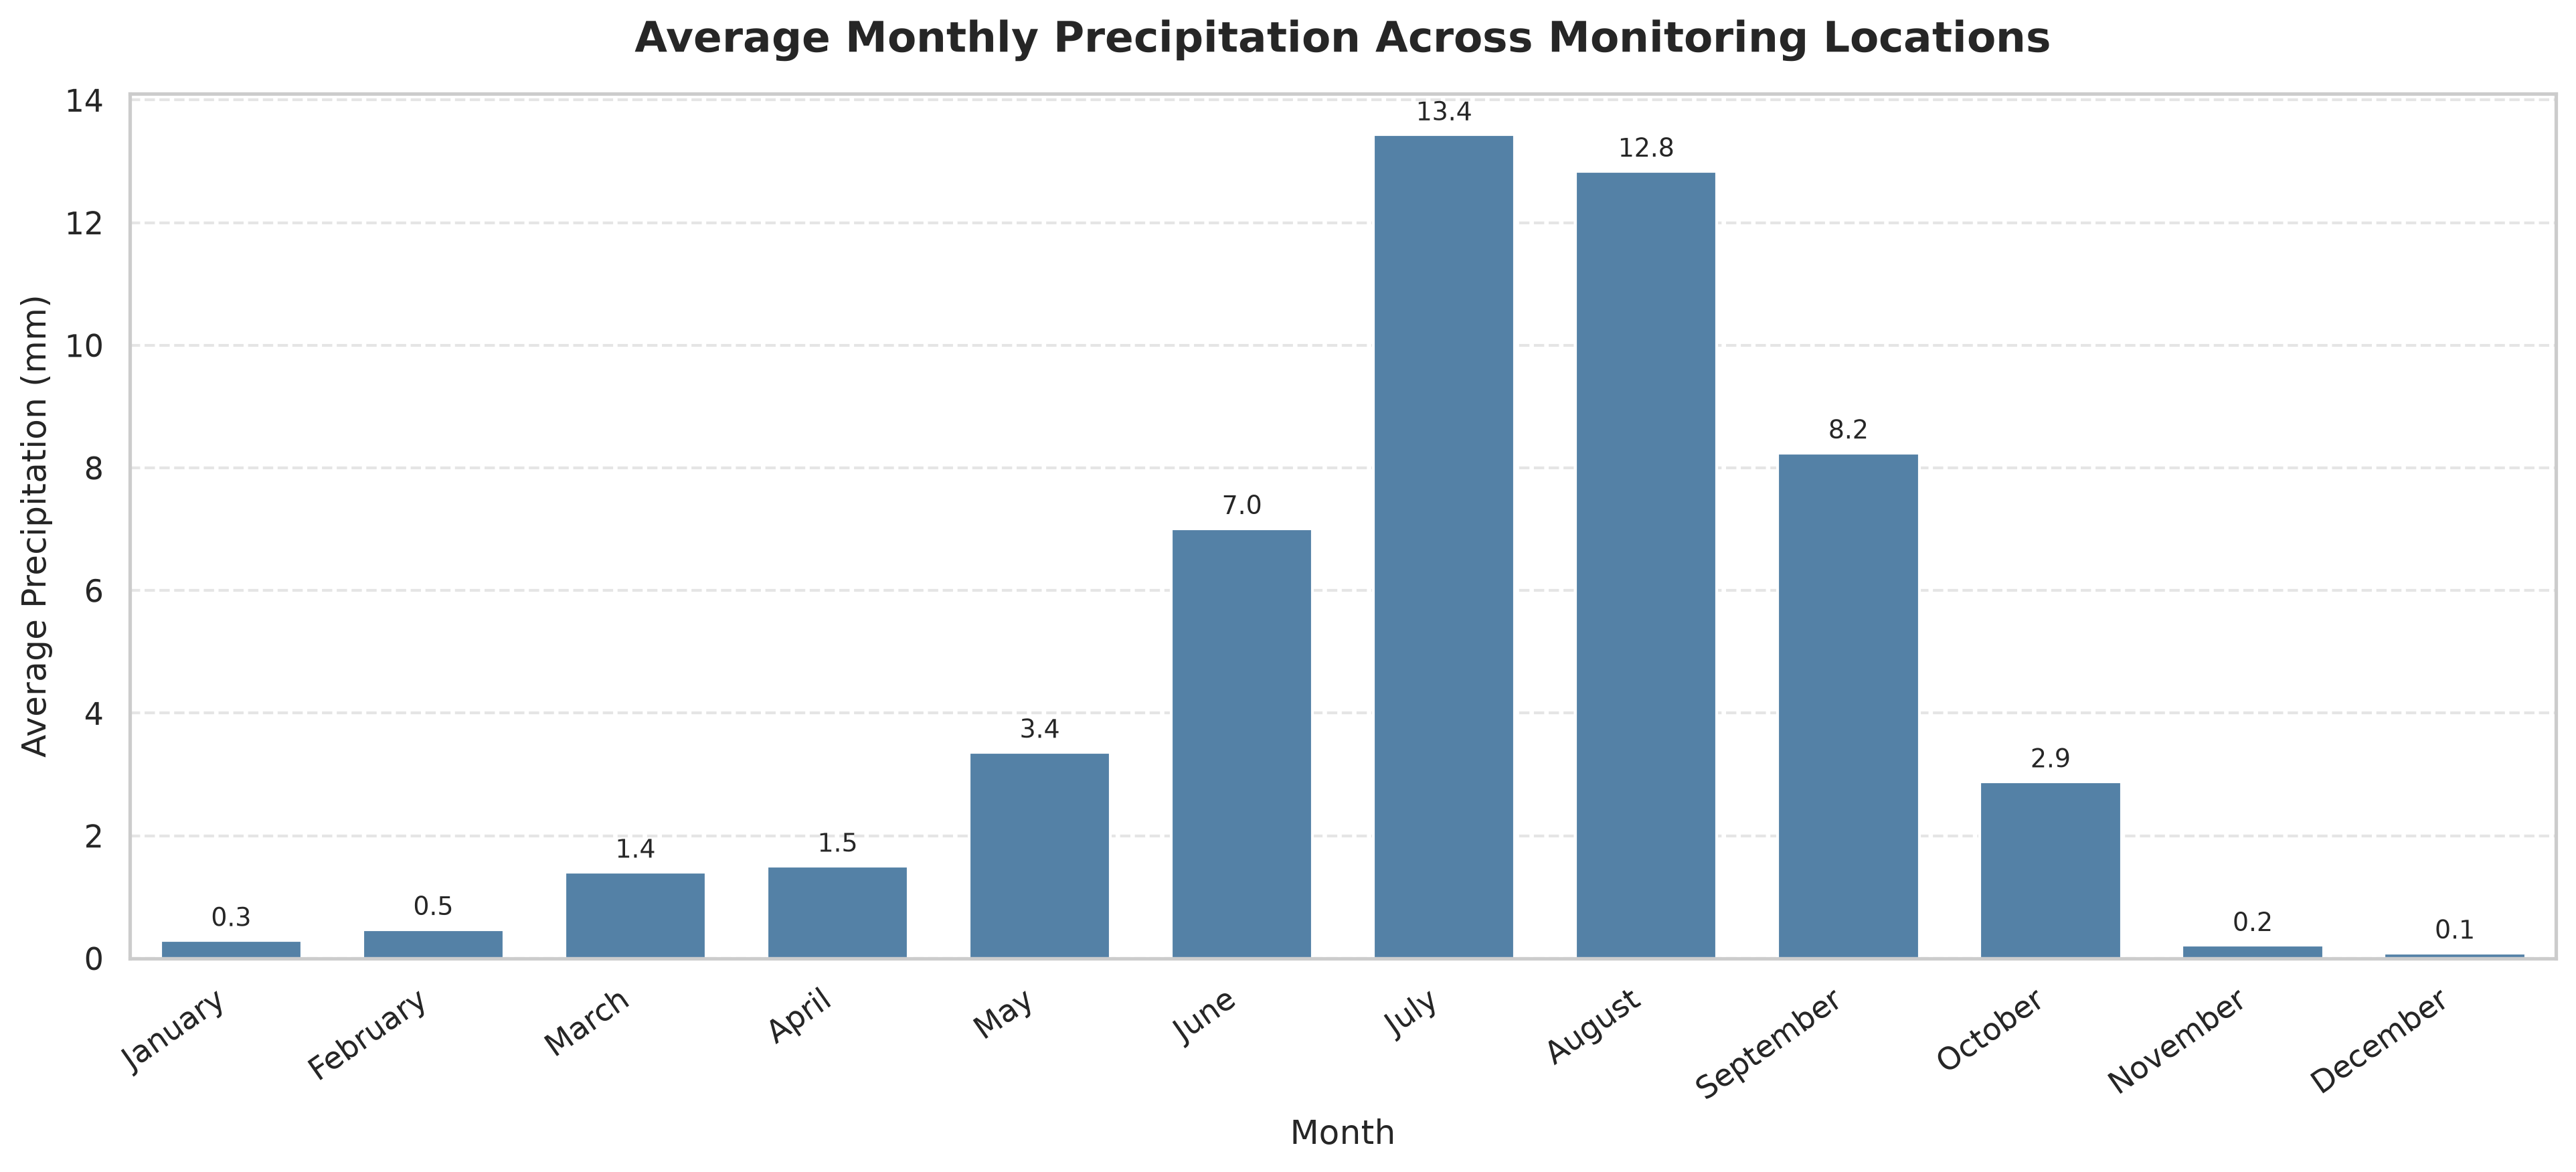 Average Monthly Precipitation Across Monitoring Locations
Average Precipitation (mm)
14
12
10
8
6
4
2
0
0.3
0.5
1.4
1.5
3.4
7.0
13.4
12.8
8.2
2.9
0.2
0.1
January
February
March
April
May
June
July
August
September
October
November
December
Month